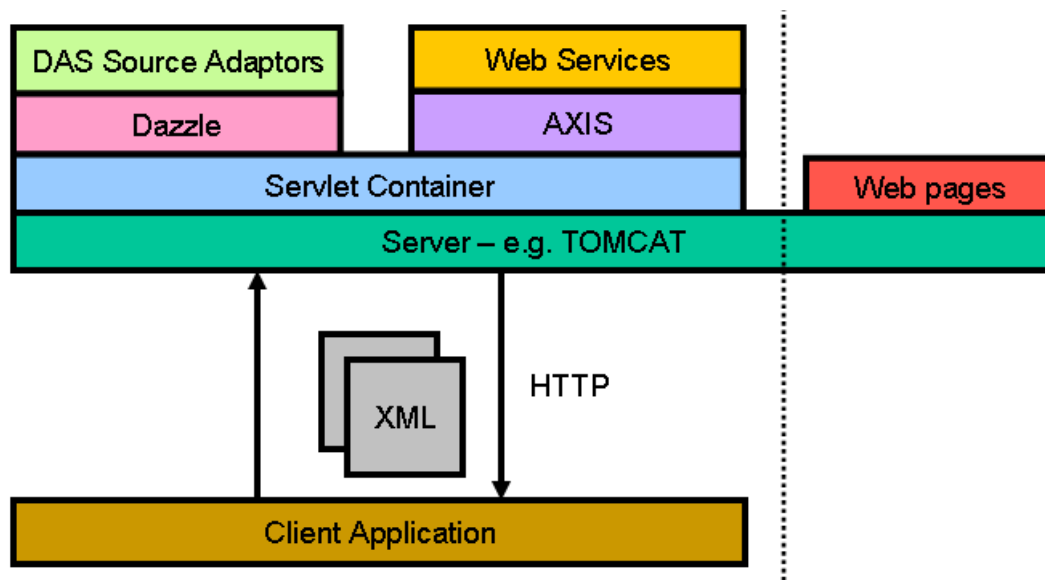 DAS Source Adaptors
Web Services
Dazzle
AXIS
Servlet Container
Web pages
Server – e.g. TOMCAT
HTTP
XML
Client Application